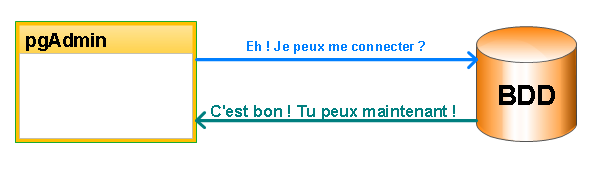 pgAdmin
Eh ! Je peux me connecter ?
BDD
C'est bon ! Tu peux maintenant !